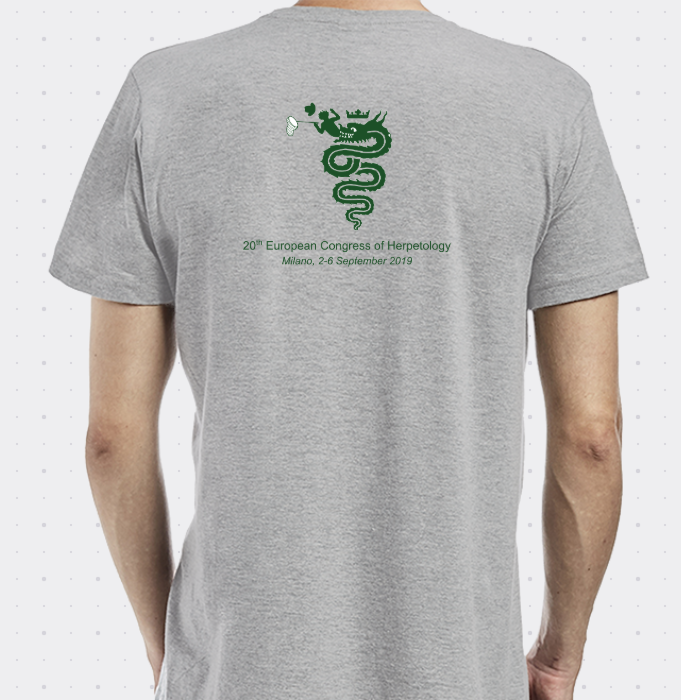 20th European Congress of Herpetology
Milano, 2-6 September 2019